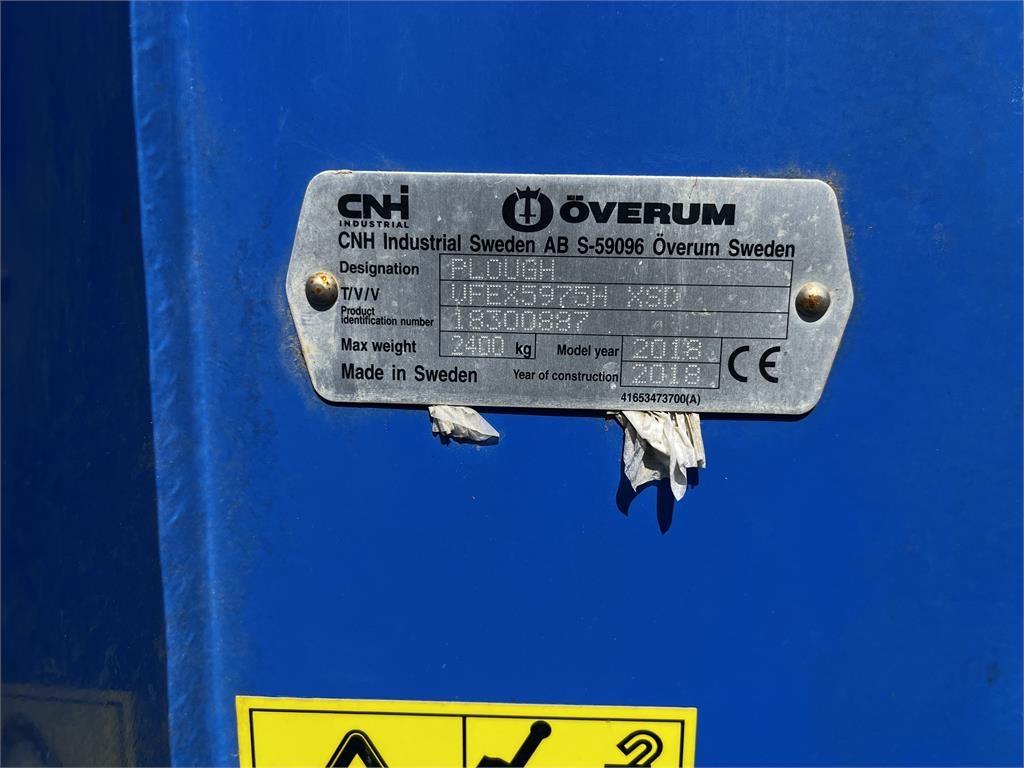 CNH INDUSTRIAL
ÖVERUM
CNH Industrial Sweden AB S-59096 Överum Sweden
Designation PLOUGH
T/V/V VFEX5975H XSD
Product identification number 18300887
Max weight 2400 kg Model year 2018
Made in Sweden Year of construction 2018
CE
41653473700(A)